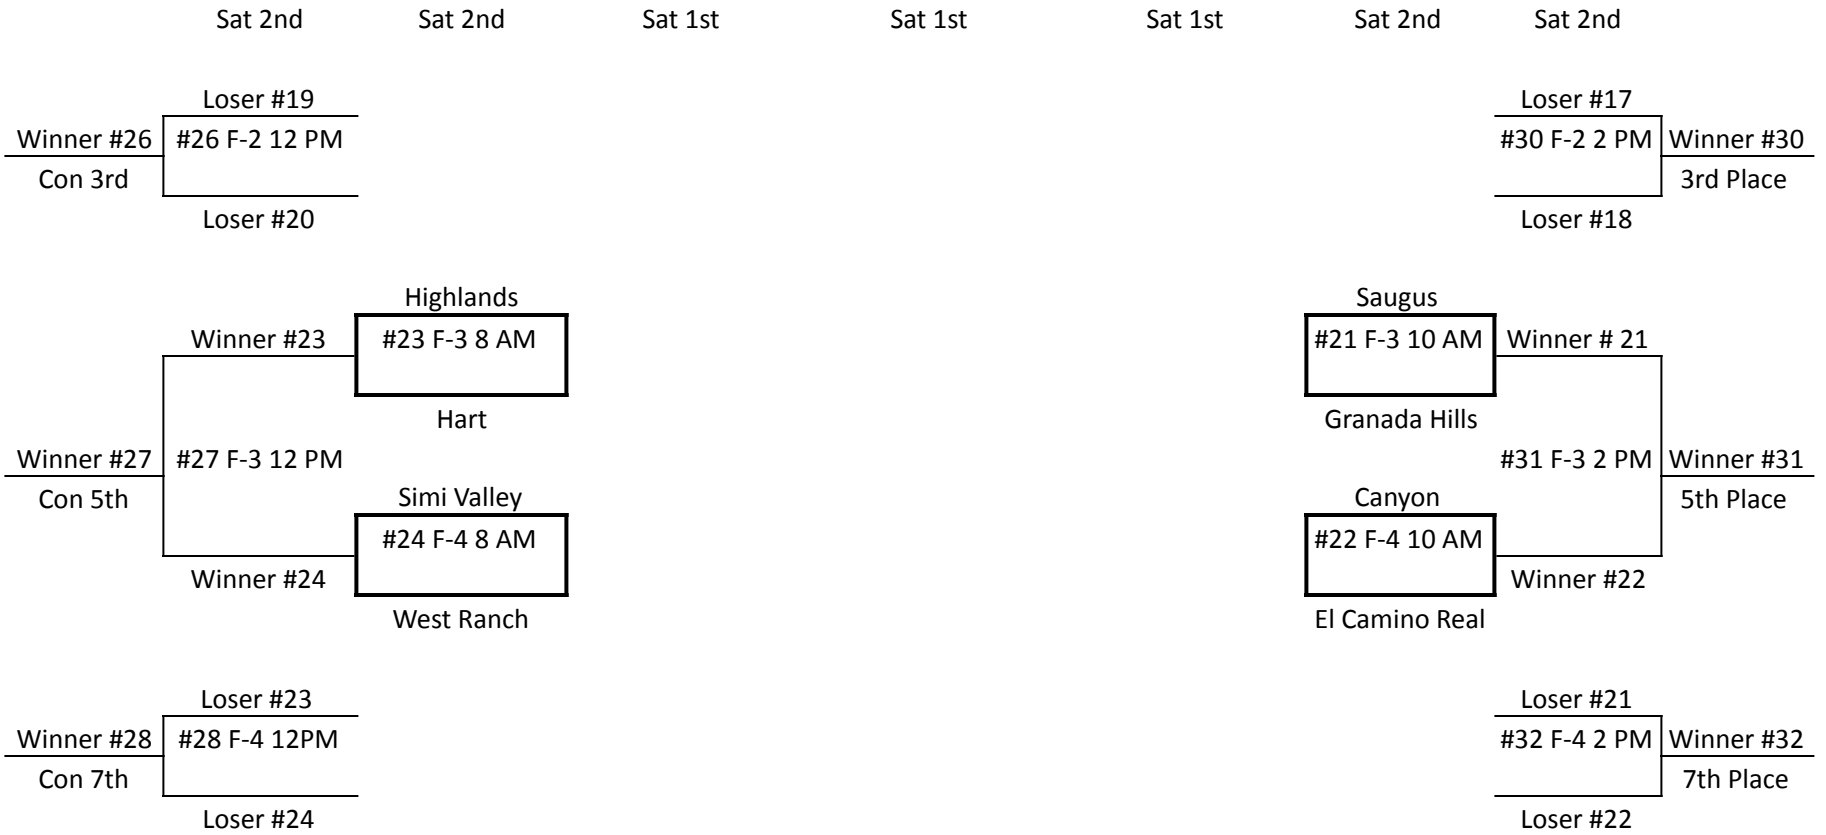 Sat 2nd Sat 2nd Sat 1st Sat 1st Sat 1st Sat 2nd Sat 2nd
Loser #19 Loser #17
Winner #26 #26 F-2 12 PM #30 F-2 2 PM Winner #30
Con 3rd 3rd Place
Loser #20 Loser #18
Highlands Saugus
Winner #23 #23 F-3 8 AM #21 F-3 10 AM Winner # 21
Hart Granada Hills
Winner #27 #27 F-3 12 PM #31 F-3 2 PM Winner #31
Con 5th Simi Valley Canyon 5th Place
#24 F-4 8 AM #22 F-4 10 AM
Winner #24 Winner #22
West Ranch El Camino Real
Loser #23 Loser #21
Winner #28 #28 F-4 12PM #32 F-4 2 PM Winner #32
Con 7th 7th Place
Loser #24 Loser #22